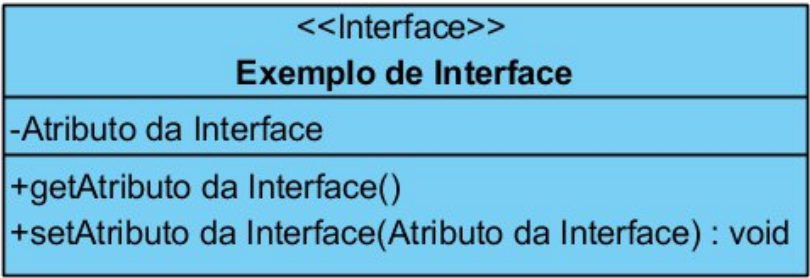 <<Interface>>
Exemplo de Interface
-Atributo da Interface
+getAtributo da Interface()
+setAtributo da Interface(Atributo da Interface) : void